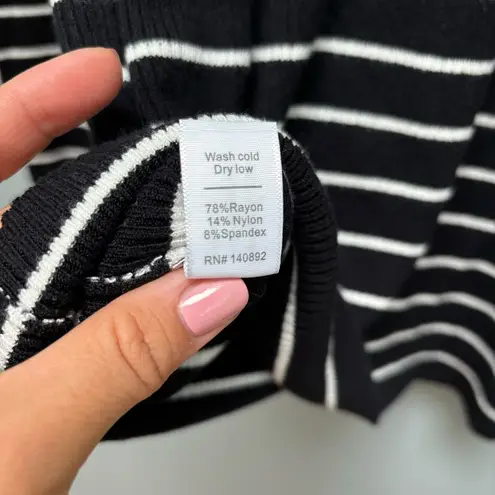 Wash cold
Dry low
78%Rayon
14% Nylon
8%Spandex
RN# 140892